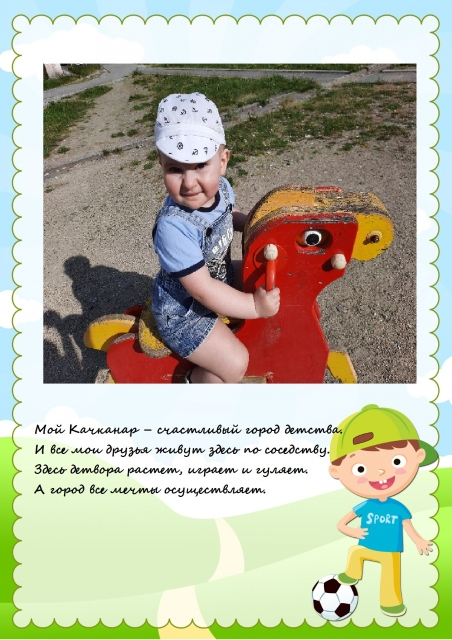 Мой Качканар – счастливый город детства.
И все мои друзья живут здесь по соседству.
Здесь детвора растет, играет и гуляет.
А город все мечты осуществляет.
SPORT